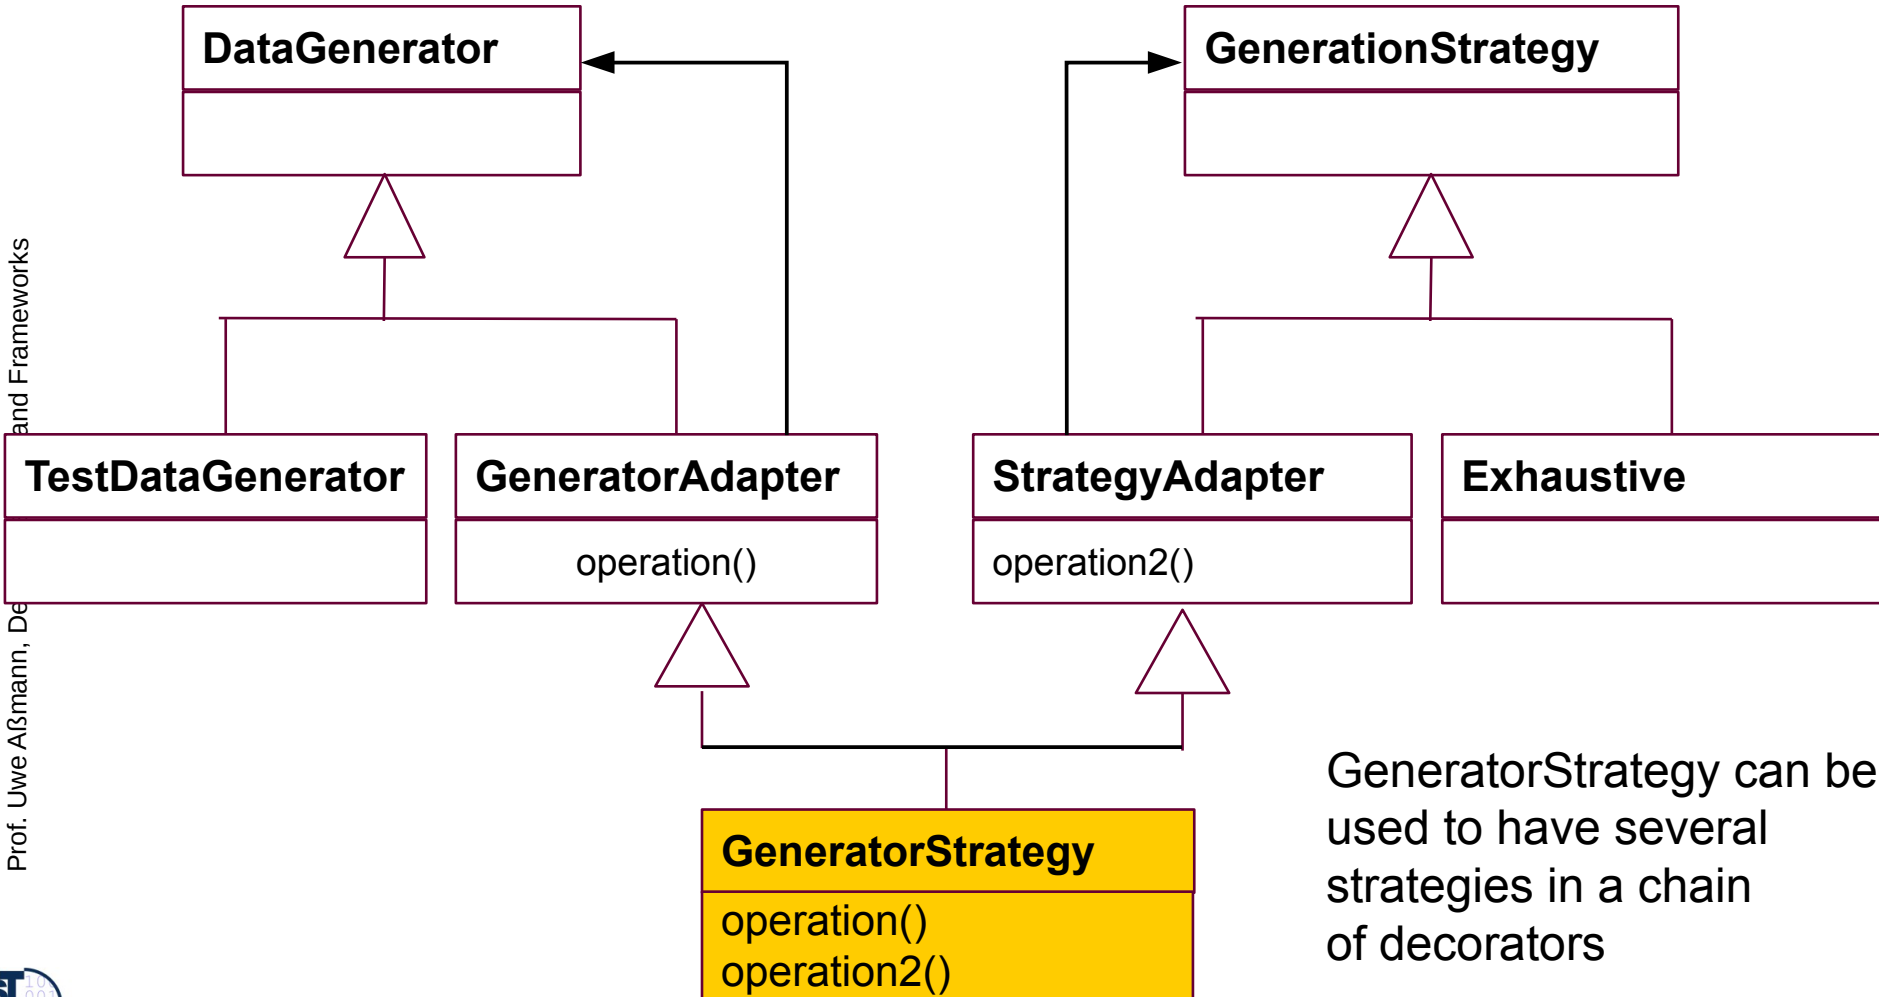 DataGenerator
GenerationStrategy
TestDataGenerator
GeneratorAdapter
operation()
StrategyAdapter
operation2()
Exhaustive
GeneratorStrategy
operation()
operation2()
GeneratorStrategy can be
used to have several
strategies in a chain
of decorators
Prof. Uwe Aßmann, and Frameworks